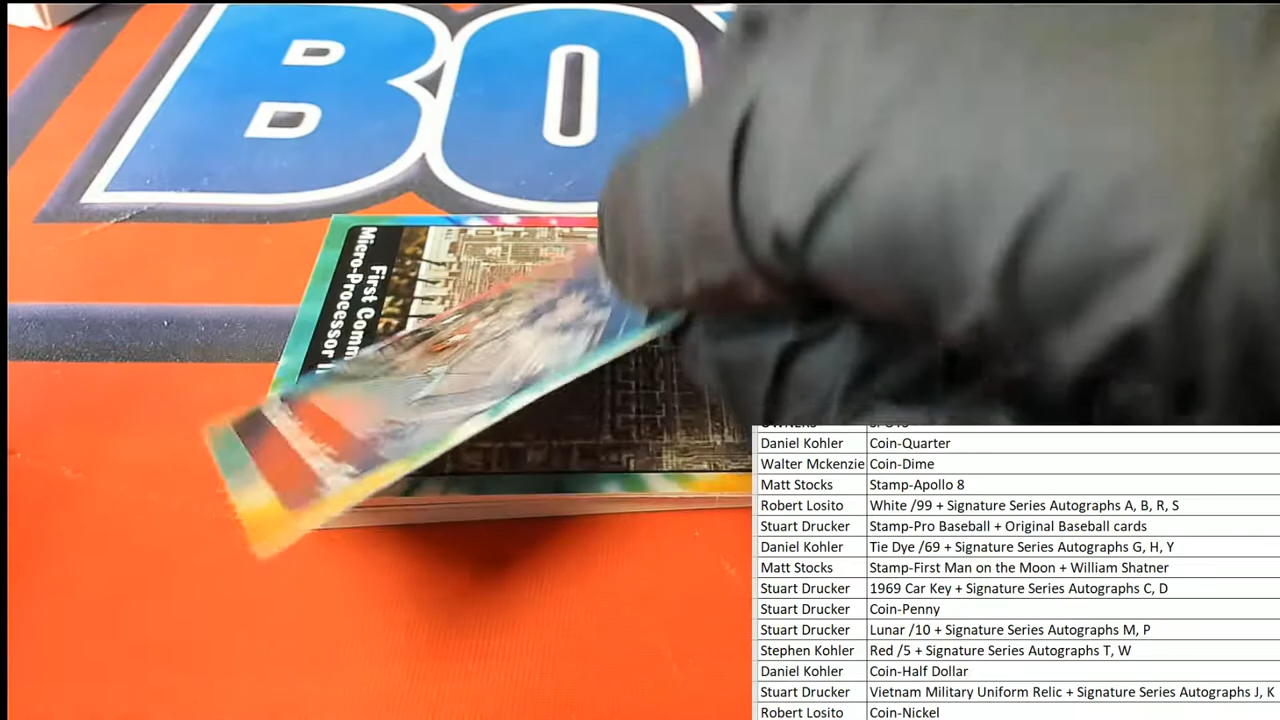 BO
First Comm
Micro-Processor
OWNERS SPOTS
Daniel Kohler Coin-Quarter
Walter Mckenzie Coin-Dime
Matt Stocks Stamp-Apollo 8
Robert Losito White /99 + Signature Series Autographs A, B, R, S
Stuart Drucker Stamp-Pro Baseball + Original Baseball cards
Daniel Kohler Tie Dye /69 + Signature Series Autographs G, H, Y
Matt Stocks Stamp-First Man on the Moon + William Shatner
Stuart Drucker 1969 Car Key + Signature Series Autographs C, D
Stuart Drucker Coin-Penny
Stuart Drucker Lunar /10 + Signature Series Autographs M, P
Stephen Kohler Red /5 + Signature Series Autographs T, W
Daniel Kohler Coin-Half Dollar
Stuart Drucker Vietnam Military Uniform Relic + Signature Series Autographs J, K
Robert Losito Coin-Nickel